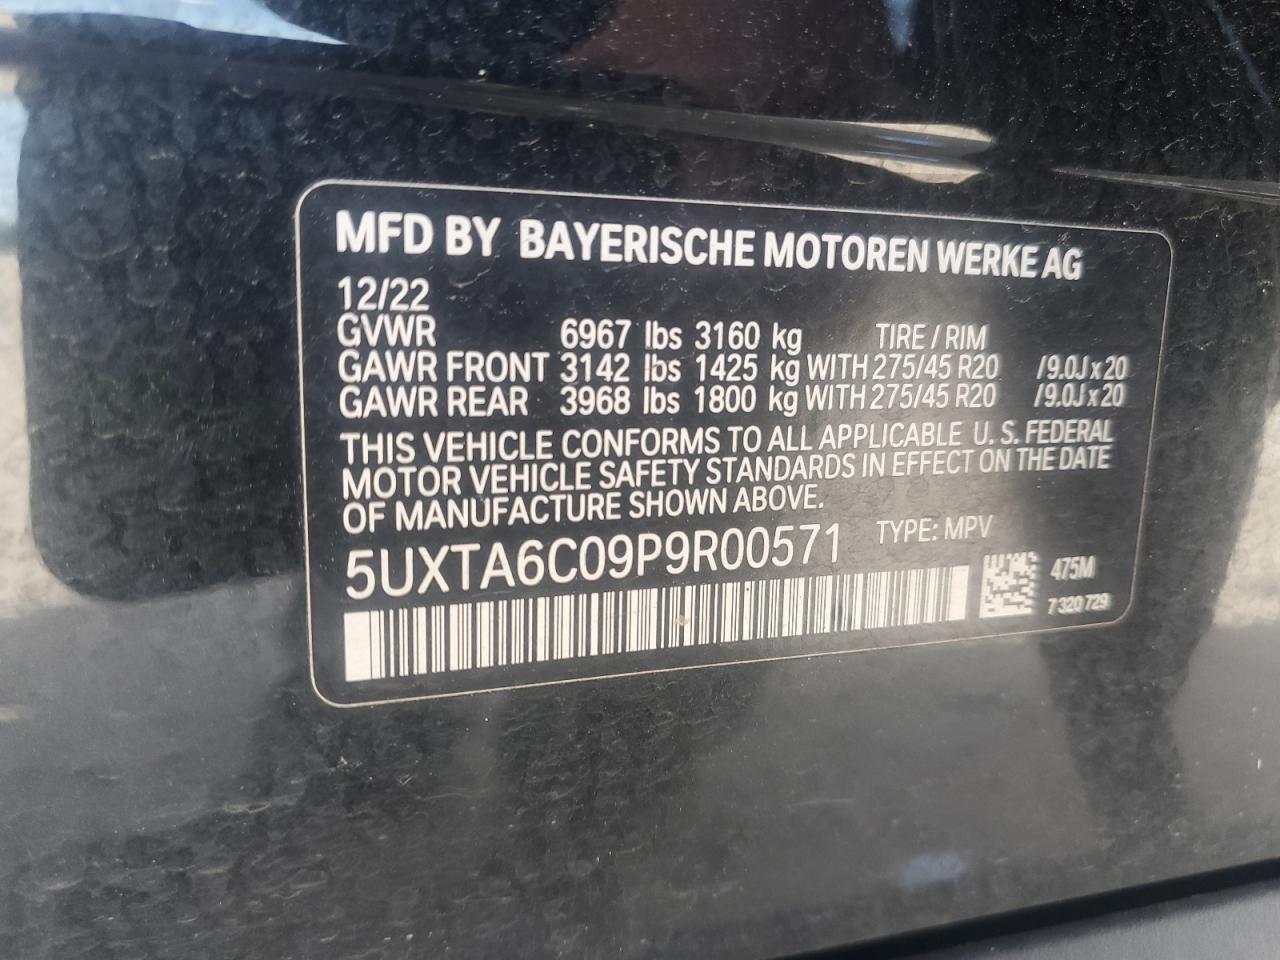 MFD BY BAYERISCHE MOTOREN WERKE AG
12/22
GVWR 6967 lbs 3160 kg TIRE / RIM
GAWR FRONT 3142 lbs 1425 kg WITH 275/45 R20 /9.0J x 20
GAWR REAR 3968 lbs 1800 kg WITH 275/45 R20 /9.0J x 20
THIS VEHICLE CONFORMS TO ALL APPLICABLE U. S. FEDERAL
MOTOR VEHICLE SAFETY STANDARDS IN EFFECT ON THE DATE
OF MANUFACTURE SHOWN ABOVE.
5UXTA6C09P9R00571 TYPE: MPV
475M
7 320 729